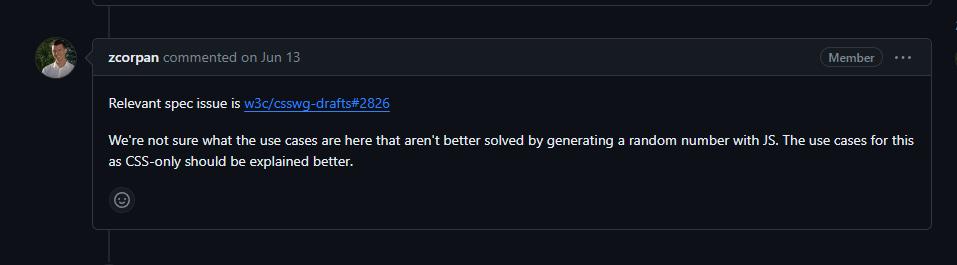 zcorpan commented on Jun 13
Member
Relevant spec issue is w3c/csswg-drafts#2826
We're not sure what the use cases are here that aren't better solved by generating a random number with JS. The use cases for this
as CSS-only should be explained better.